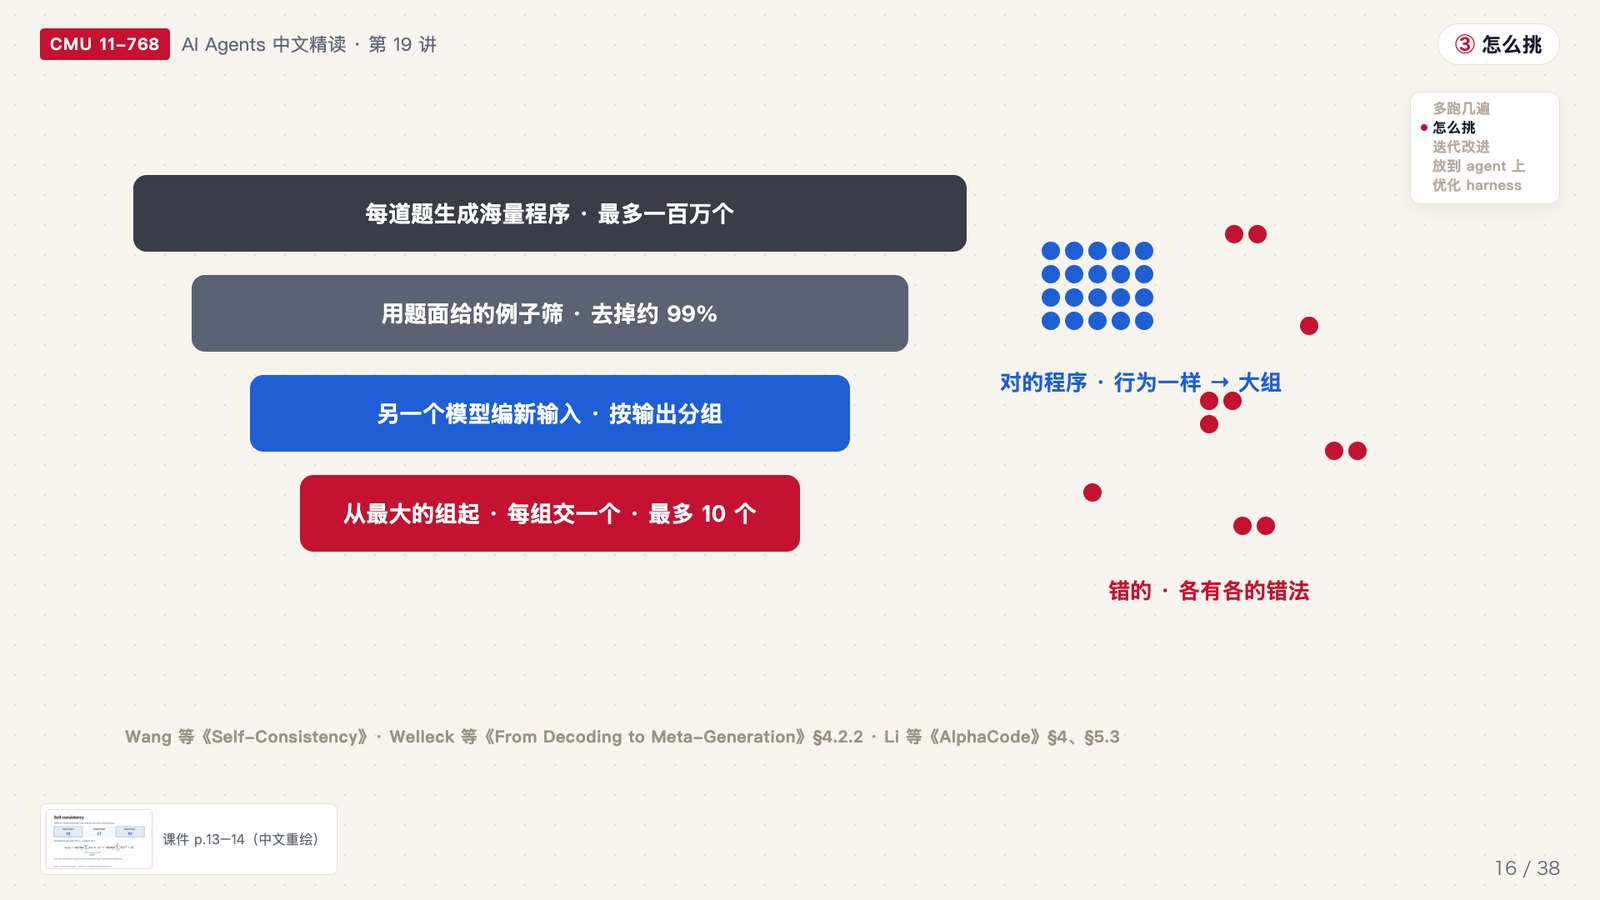 CMU 11-768 AI Agents 中文精读 · 第 19 讲
③ 怎么挑
多跑几遍
怎么挑
迭代改进
放到 agent 上
优化 harness
每道题生成海量程序 · 最多一百万个
用题面给的例子筛 · 去掉约 99%
另一个模型编新输入 · 按输出分组
从最大的组起 · 每组交一个 · 最多 10 个
对的程序 · 行为一样 → 大组
错的 · 各有各的错法
Wang 等《Self-Consistency》· Welleck 等《From Decoding to Meta-Generation》§4.2.2 · Li 等《AlphaCode》§4、§5.3
Self-consistency
课件 p.13–14（中文重绘）
16 / 38